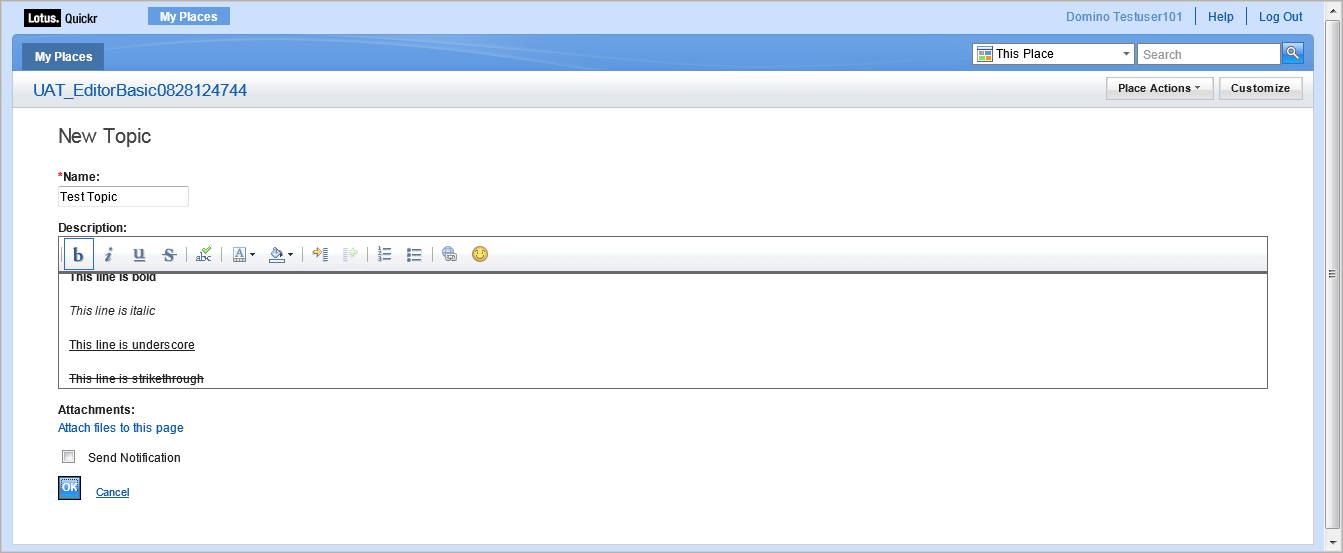 Lotus. Quickr My Places Domino Testuser101 Help Log Out
My Places This Place Search
UAT_EditorBasic0828124744 Place Actions Customize
New Topic
*Name:
Test Topic
Description:
b i u S abc A
This line is bold
This line is italic
This line is underscore
This line is strikethrough
Attachments:
Attach files to this page
Send Notification
OK Cancel